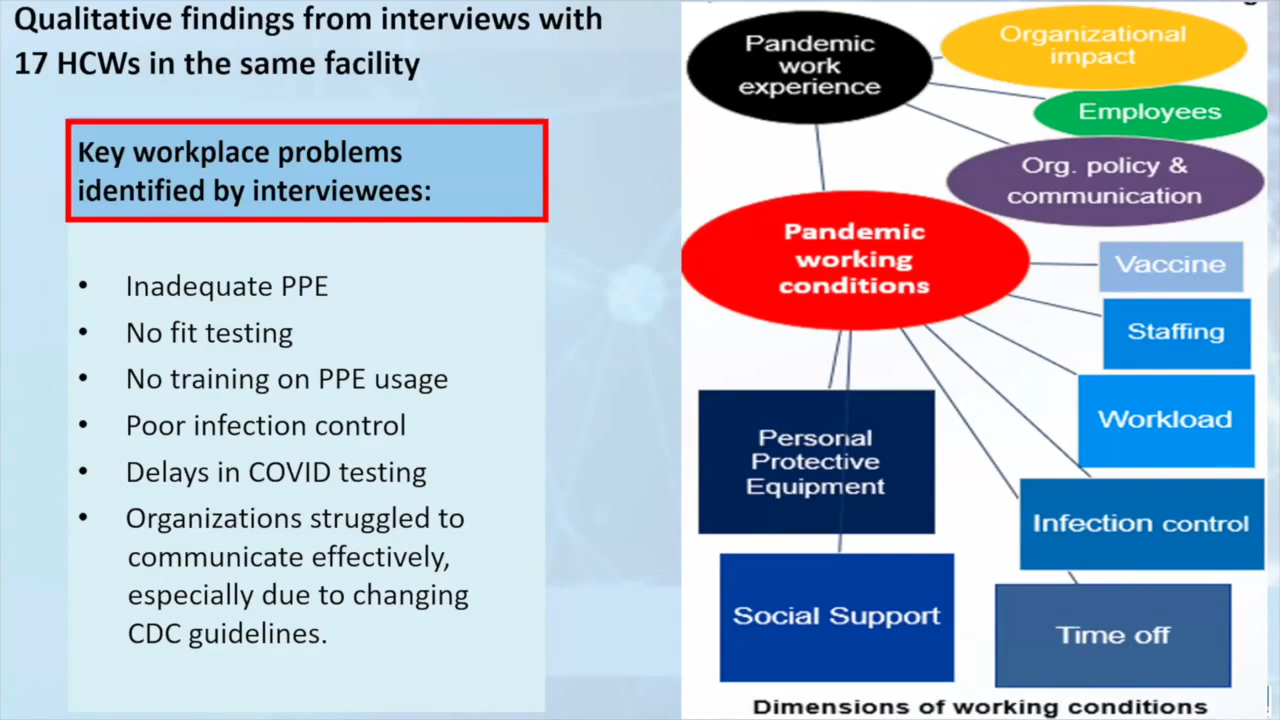 Qualitative findings from interviews with
17 HCWs in the same facility
Key workplace problems
identified by interviewees:
• Inadequate PPE
• No fit testing
• No training on PPE usage
• Poor infection control
• Delays in COVID testing
• Organizations struggled to
communicate effectively,
especially due to changing
CDC guidelines.
Pandemic
work
experience
Organizational
impact
Employees
Org. policy &
communication
Pandemic
working
conditions
Vaccine
Staffing
Workload
Personal
Protective
Equipment
Infection control
Social Support
Time off
Dimensions of working conditions